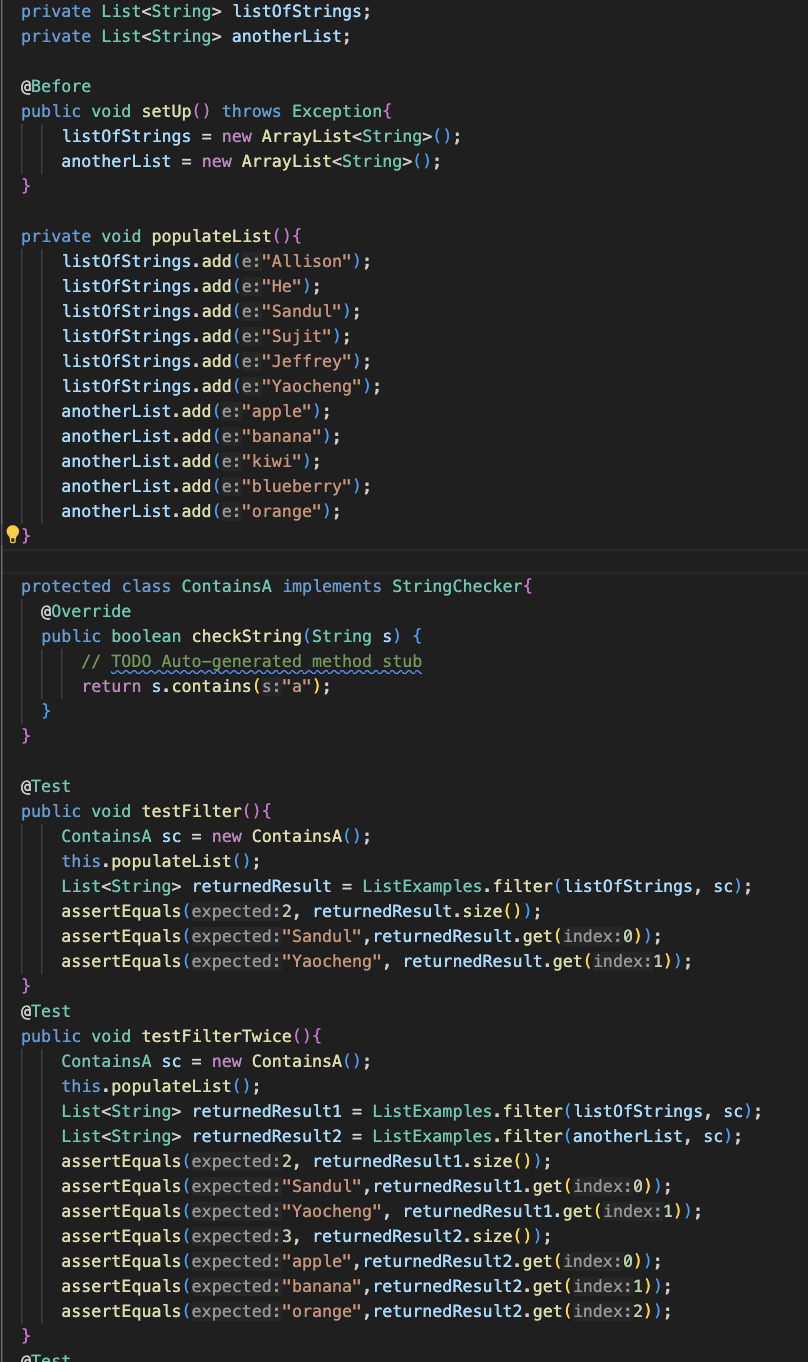 private List<String> listOfStrings;
private List<String> anotherList;
@Before
public void setUp() throws Exception{
listOfStrings = new ArrayList<String>();
anotherList = new ArrayList<String>();
}
private void populateList(){
listOfStrings.add(e:"Allison");
listOfStrings.add(e:"He");
listOfStrings.add(e:"Sandul");
listOfStrings.add(e:"Sujit");
listOfStrings.add(e:"Jeffrey");
listOfStrings.add(e:"Yaocheng");
anotherList.add(e:"apple");
anotherList.add(e:"banana");
anotherList.add(e:"kiwi");
anotherList.add(e:"blueberry");
anotherList.add(e:"orange");
}
protected class ContainsA implements StringChecker{
@Override
public boolean checkString(String s) {
// TODO Auto-generated method stub
return s.contains(s:"a");
}
}
@Test
public void testFilter(){
ContainsA sc = new ContainsA();
this.populateList();
List<String> returnedResult = ListExamples.filter(listOfStrings, sc);
assertEquals(expected:2, returnedResult.size());
assertEquals(expected:"Sandul",returnedResult.get(index:0));
assertEquals(expected:"Yaocheng", returnedResult.get(index:1));
}
@Test
public void testFilterTwice(){
ContainsA sc = new ContainsA();
this.populateList();
List<String> returnedResult1 = ListExamples.filter(listOfStrings, sc);
List<String> returnedResult2 = ListExamples.filter(anotherList, sc);
assertEquals(expected:2, returnedResult1.size());
assertEquals(expected:"Sandul",returnedResult1.get(index:0));
assertEquals(expected:"Yaocheng", returnedResult1.get(index:1));
assertEquals(expected:3, returnedResult2.size());
assertEquals(expected:"apple",returnedResult2.get(index:0));
assertEquals(expected:"banana",returnedResult2.get(index:1));
assertEquals(expected:"orange",returnedResult2.get(index:2));
}
@Test